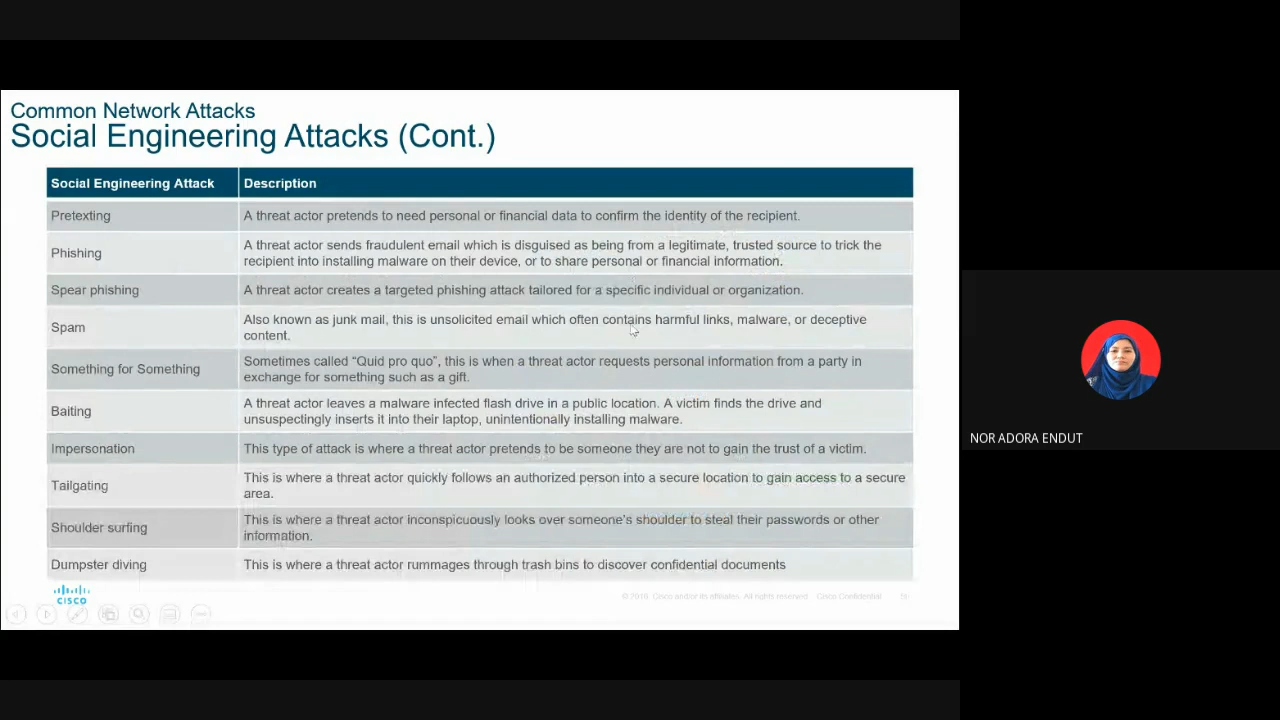 Common Network Attacks
Social Engineering Attacks (Cont.)
Social Engineering Attack
Description
Pretexting
A threat actor pretends to need personal or financial data to confirm the identity of the recipient.
Phishing
A threat actor sends fraudulent email which is disguised as being from a legitimate, trusted source to trick the
recipient into installing malware on their device, or to share personal or financial information.
Spear phishing
A threat actor creates a targeted phishing attack tailored for a specific individual or organization.
Spam
Also known as junk mail, this is unsolicited email which often contains harmful links, malware, or deceptive
content.
Something for Something
Sometimes called “Quid pro quo”, this is when a threat actor requests personal information from a party in
exchange for something such as a gift.
Baiting
A threat actor leaves a malware infected flash drive in a public location. A victim finds the drive and
unsuspectingly inserts it into their laptop, unintentionally installing malware.
Impersonation
This type of attack is where a threat actor pretends to be someone they are not to gain the trust of a victim.
Tailgating
This is where a threat actor quickly follows an authorized person into a secure location to gain access to a secure
area.
Shoulder surfing
This is where a threat actor inconspicuously looks over someone’s shoulder to steal their passwords or other
information.
Dumpster diving
This is where a threat actor rummages through trash bins to discover confidential documents
CISCO
© 2016 Cisco and/or its affiliates. All rights reserved. Cisco Confidential
NOR ADORA ENDUT